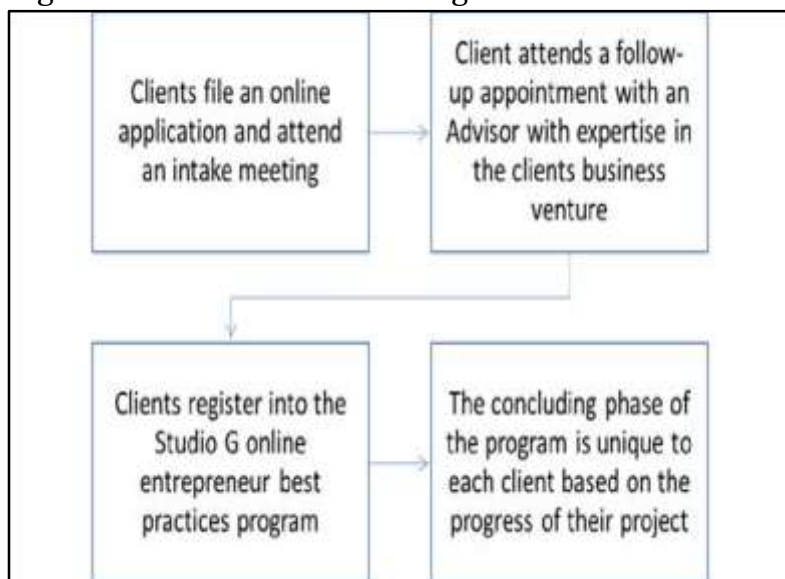 Clients file an online
application and attend
an intake meeting
Client attends a follow-
up appointment with an
Advisor with expertise in
the clients business
venture
Clients register into the
Studio G online
entrepreneur best
practices program
The concluding phase of
the program is unique to
each client based on the
progress of their project